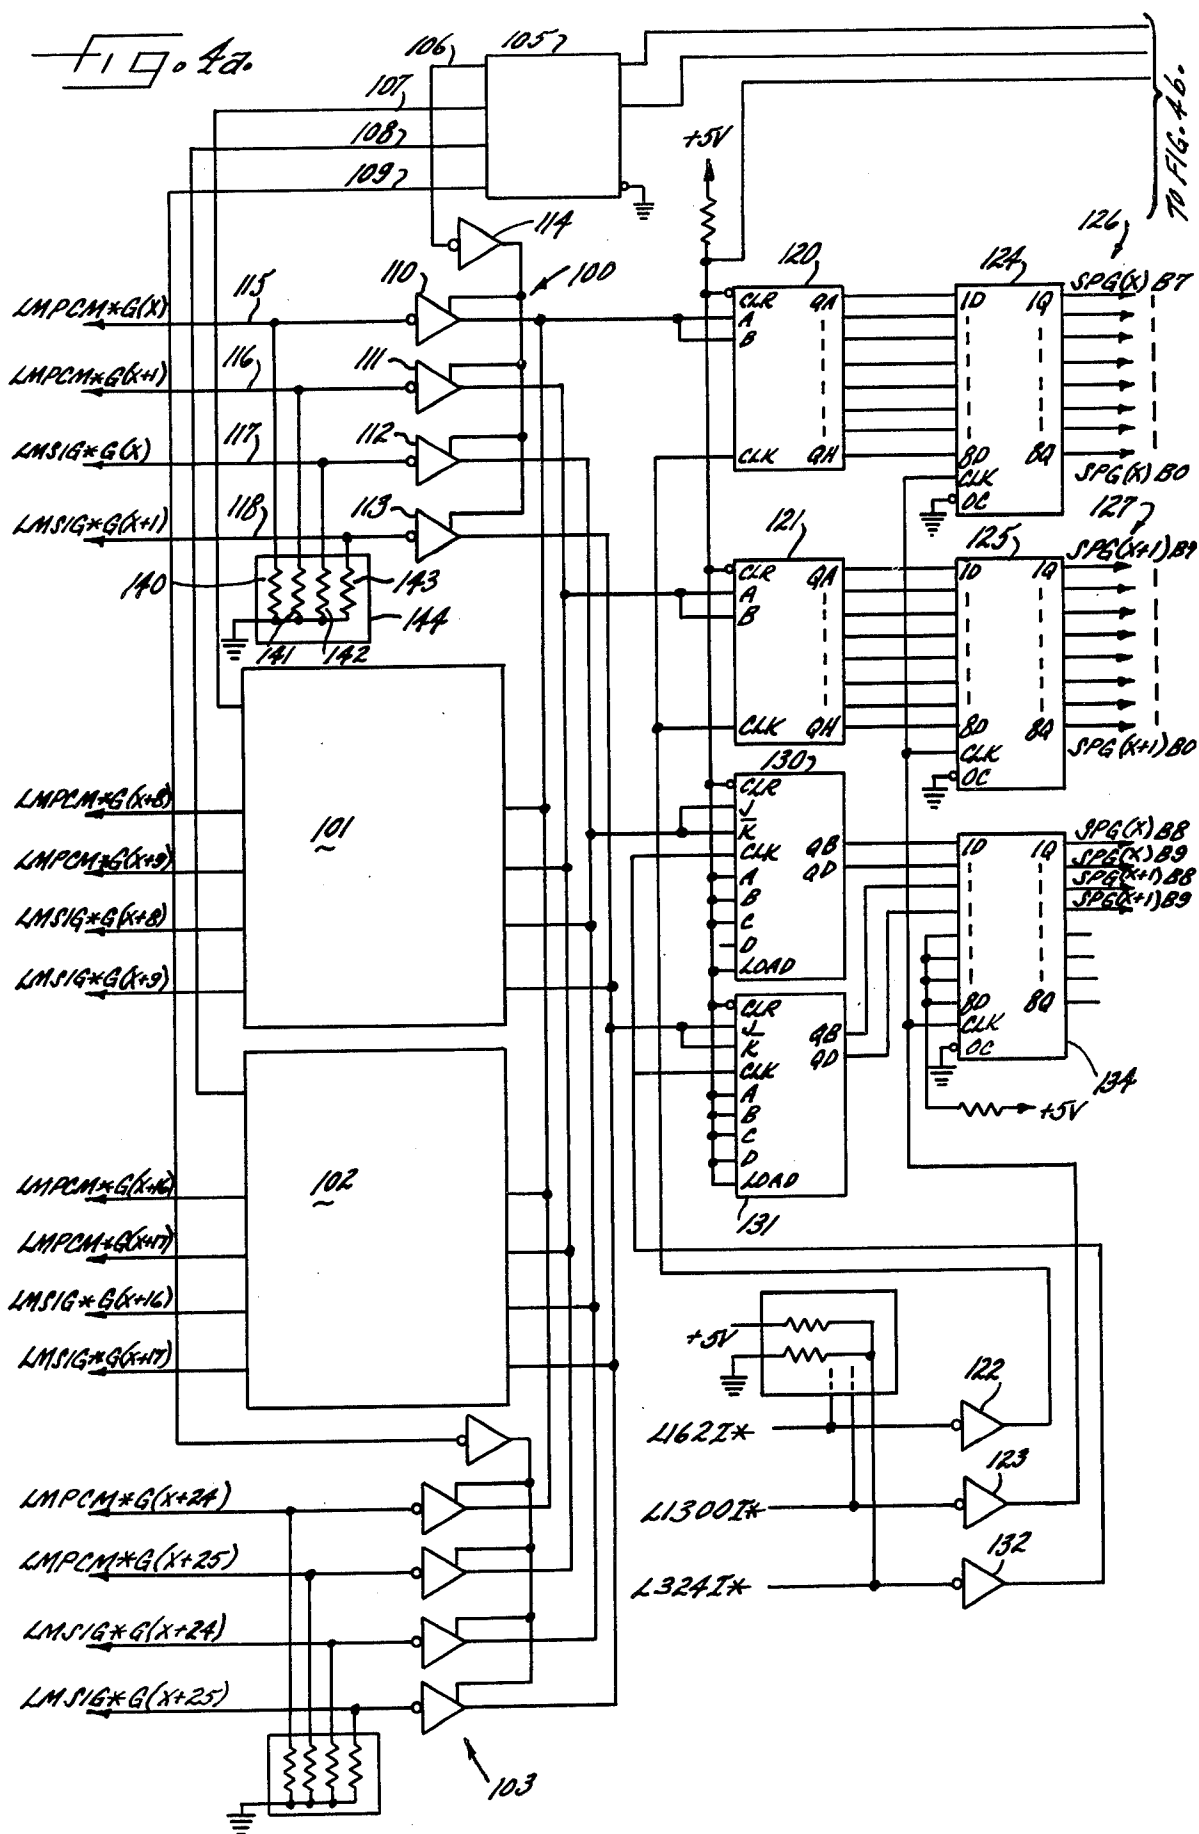 Fig. 4a.
106
105
107
108
109
+5V
TO FIG. 4b.
114
100
126
110
115
LMPCM*G(X)
120
CLR
A
B
CLK
QA
QH
124
1D
8D
CLK
OC
1Q
8Q
SPG(X)B7
SPG(X)B0
111
116
LMPCM*G(X+1)
112
117
LMSIG*G(X)
113
118
LMSIG*G(X+1)
140
143
144
141
142
121
CLR
A
B
CLK
QA
QH
125
1D
8D
CLK
OC
1Q
8Q
127
SPG(X+1)B0
101
LMPCM*G(X+8)
LMPCM*G(X+9)
LMSIG*G(X+8)
LMSIG*G(X+9)
130
CLR
J
K
CLK
A
B
C
D
LOAD
QB
QD
1D
8D
CLK
OC
1Q
8Q
SPG(X)B8
SPG(X)B9
SPG(X+1)B8
SPG(X+1)B9
134
+5V
CLR
J
K
CLK
A
B
C
D
LOAD
QB
QD
131
102
LMPCM*G(X+16)
LMPCM*G(X+17)
LMSIG*G(X+16)
LMSIG*G(X+17)
+5V
122
L162I*
123
L1300I*
132
L324I*
LMPCM*G(X+24)
LMPCM*G(X+25)
LMSIG*G(X+24)
LMSIG*G(X+25)
103